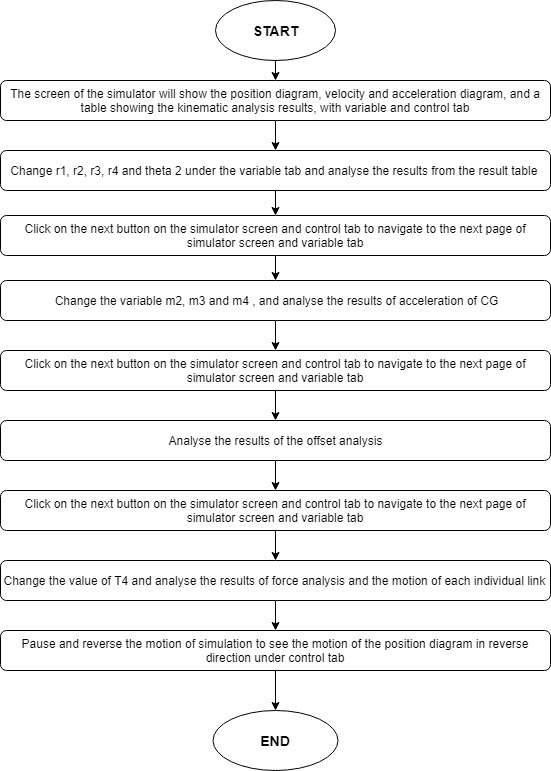 START
The screen of the simulator will show the position diagram, velocity and acceleration diagram, and a
table showing the kinematic analysis results, with variable and control tab
Change r1, r2, r3, r4 and theta 2 under the variable tab and analyse the results from the result table
Click on the next button on the simulator screen and control tab to navigate to the next page of
simulator screen and variable tab
Change the variable m2, m3 and m4 , and analyse the results of acceleration of CG
Click on the next button on the simulator screen and control tab to navigate to the next page of
simulator screen and variable tab
Analyse the results of the offset analysis
Click on the next button on the simulator screen and control tab to navigate to the next page of
simulator screen and variable tab
Change the value of T4 and analyse the results of force analysis and the motion of each individual link
Pause and reverse the motion of simulation to see the motion of the position diagram in reverse
direction under control tab
END